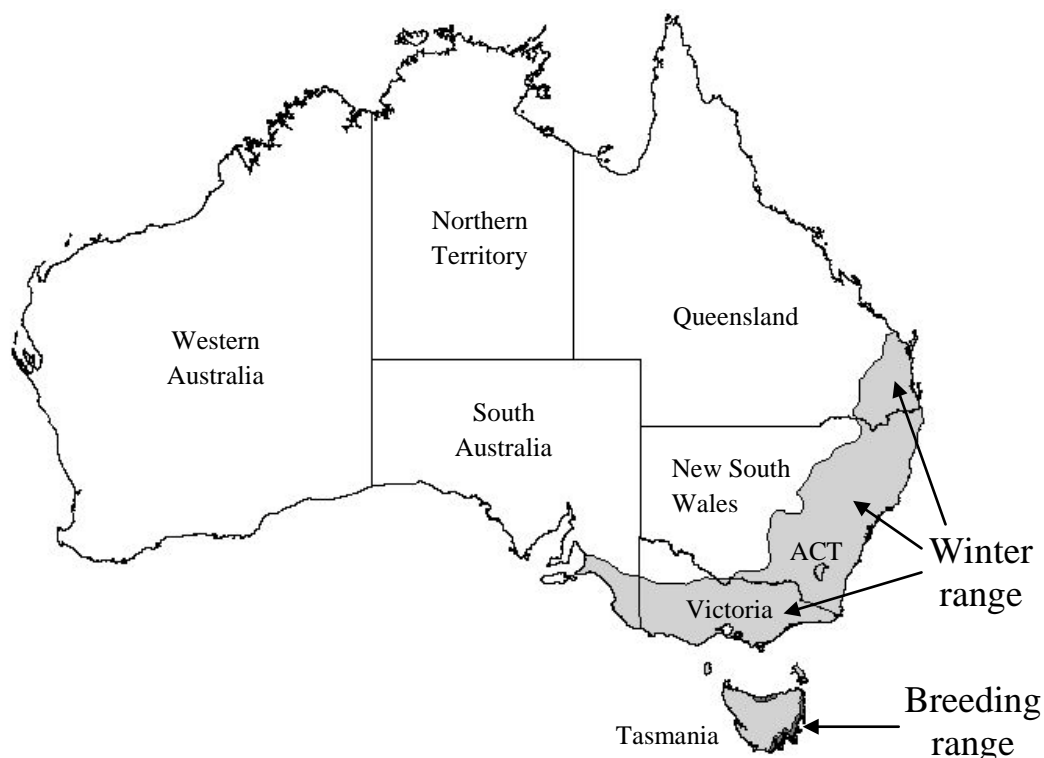 Northern
Territory
Queensland
Western
Australia
South
Australia
New South
Wales
ACT
Winter
range
Victoria
Breeding
range
Tasmania